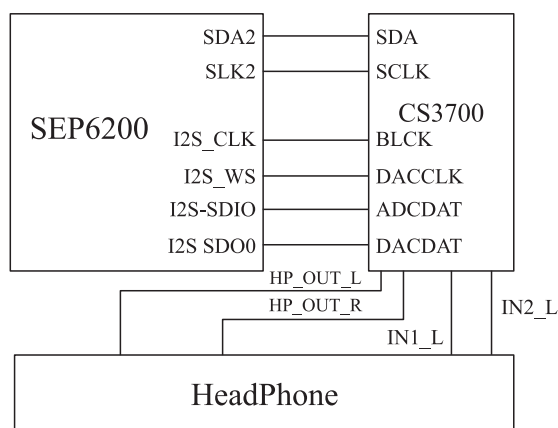 SDA2 SDA
SLK2 SCLK
SEP6200 CS3700
I2S_CLK BLCK
I2S_WS DACCLK
I2S-SDIO ADCDAT
I2S SDO0 DACDAT
HP_OUT_L
HP_OUT_R IN2_L
IN1_L
HeadPhone